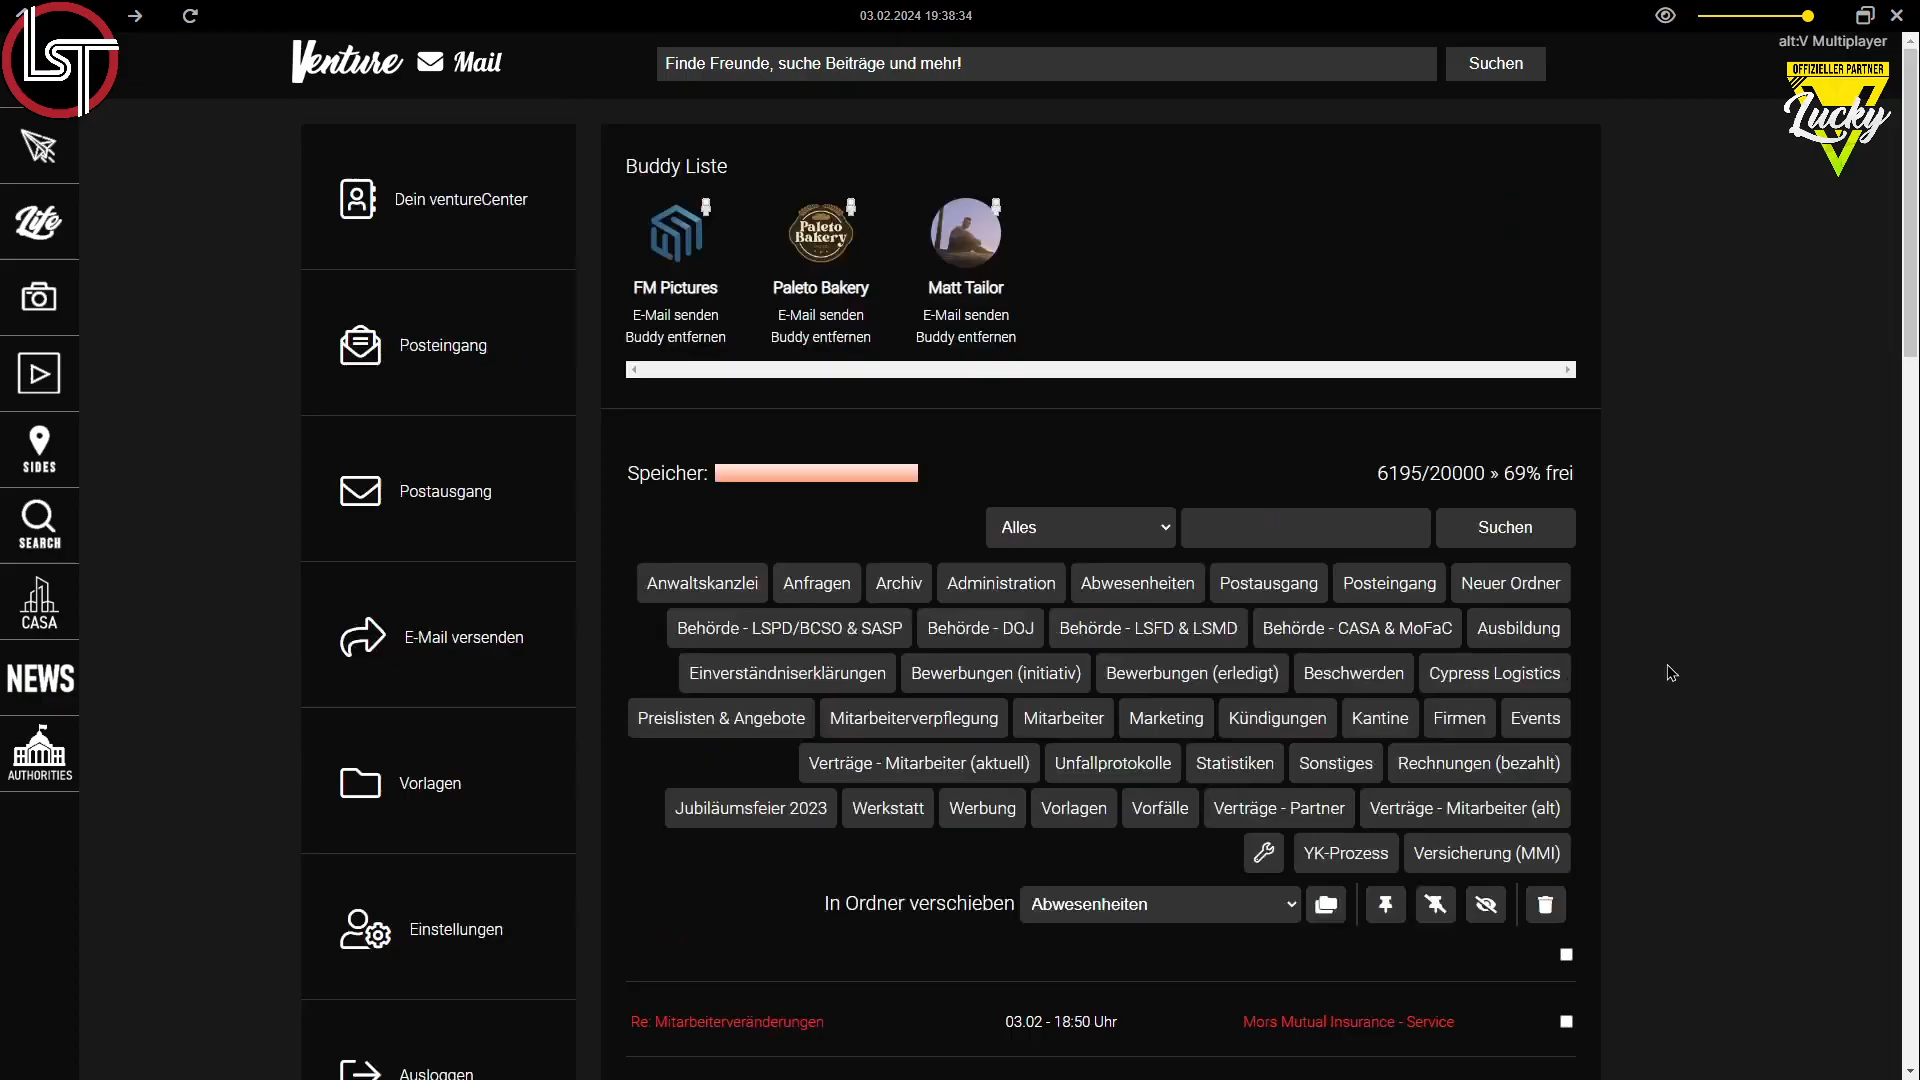 03.02.2024 19:38:34
alt:V Multiplayer
LST
Venture Mail
Finde Freunde, suche Beiträge und mehr!
Suchen
OFFIZIELLER PARTNER
Lucky V
Life
SIDES
SEARCH
CASA
NEWS
AUTHORITIES
Dein ventureCenter
Posteingang
Postausgang
E-Mail versenden
Vorlagen
Einstellungen
Ausloggen
Buddy Liste
Paleto
Bakery
FM Pictures
E-Mail senden
Buddy entfernen
Paleto Bakery
E-Mail senden
Buddy entfernen
Matt Tailor
E-Mail senden
Buddy entfernen
Speicher:
6195/20000 » 69% frei
Alles
Suchen
Anwaltskanzlei Anfragen Archiv Administration Abwesenheiten Postausgang Posteingang Neuer Ordner
Behörde - LSPD/BCSO & SASP Behörde - DOJ Behörde - LSFD & LSMD Behörde - CASA & MoFaC Ausbildung
Einverständniserklärungen Bewerbungen (initiativ) Bewerbungen (erledigt) Beschwerden Cypress Logistics
Preislisten & Angebote Mitarbeiterverpflegung Mitarbeiter Marketing Kündigungen Kantine Firmen Events
Verträge - Mitarbeiter (aktuell) Unfallprotokolle Statistiken Sonstiges Rechnungen (bezahlt)
Jubiläumsfeier 2023 Werkstatt Werbung Vorlagen Vorfälle Verträge - Partner Verträge - Mitarbeiter (alt)
YK-Prozess Versicherung (MMI)
In Ordner verschieben Abwesenheiten
Re: Mitarbeiterveränderungen 03.02 - 18:50 Uhr Mors Mutual Insurance - Service